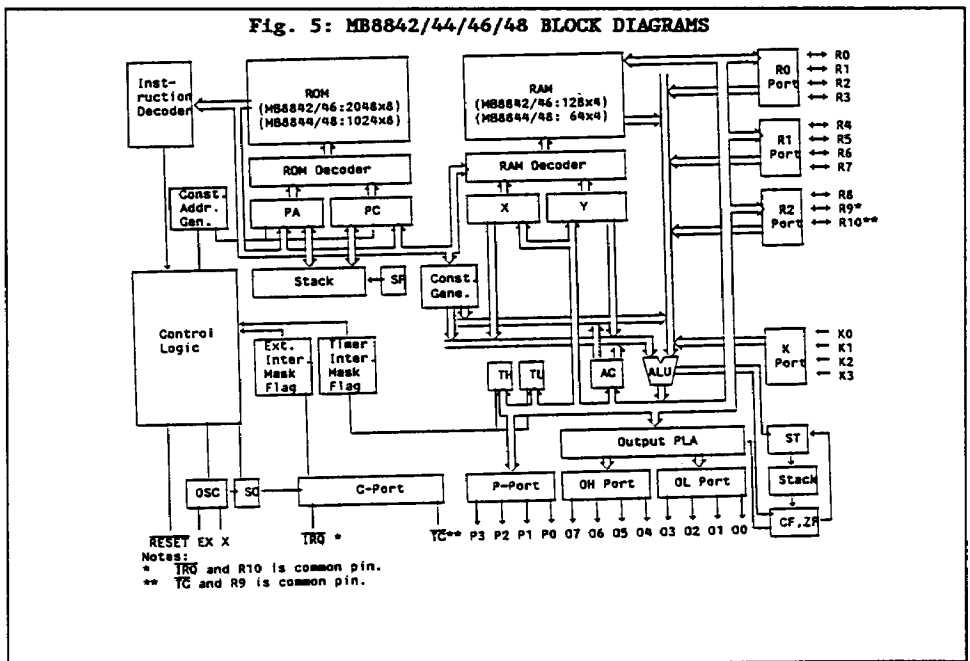 Fig. 5: MB8842/44/46/48 BLOCK DIAGRAMS
Inst-
ruction
Decoder
ROM
(MB8842/46:2048x8)
(MB8844/48:1024x8)
RAM
(MB8842/46:128x4)
(MB8844/48: 64x4)
R0
Port
R0
R1
R2
R3
R1
Port
R4
R5
R6
R7
R2
Port
R8
R9*
R10**
ROM Decoder
RAM Decoder
Const.
Addr.
Gen.
PA
PC
X
Y
Stack
SP
Const.
Gene.
Control
Logic
Ext.
Inter.
Mask
Flag
Timer
Inter.
Mask
Flag
TH
TL
AC
ALU
K
Port
K0
K1
K2
K3
Output PLA
ST
Stack
CF,ZF
OSC
SC
C-Port
P-Port
OH Port
OL Port
RESET EX X
IRQ *
TC** P3 P2 P1 P0 O7 O6 O5 O4 O3 O2 O1 O0
Notes:
* IRQ and R10 is common pin.
** TC and R9 is common pin.